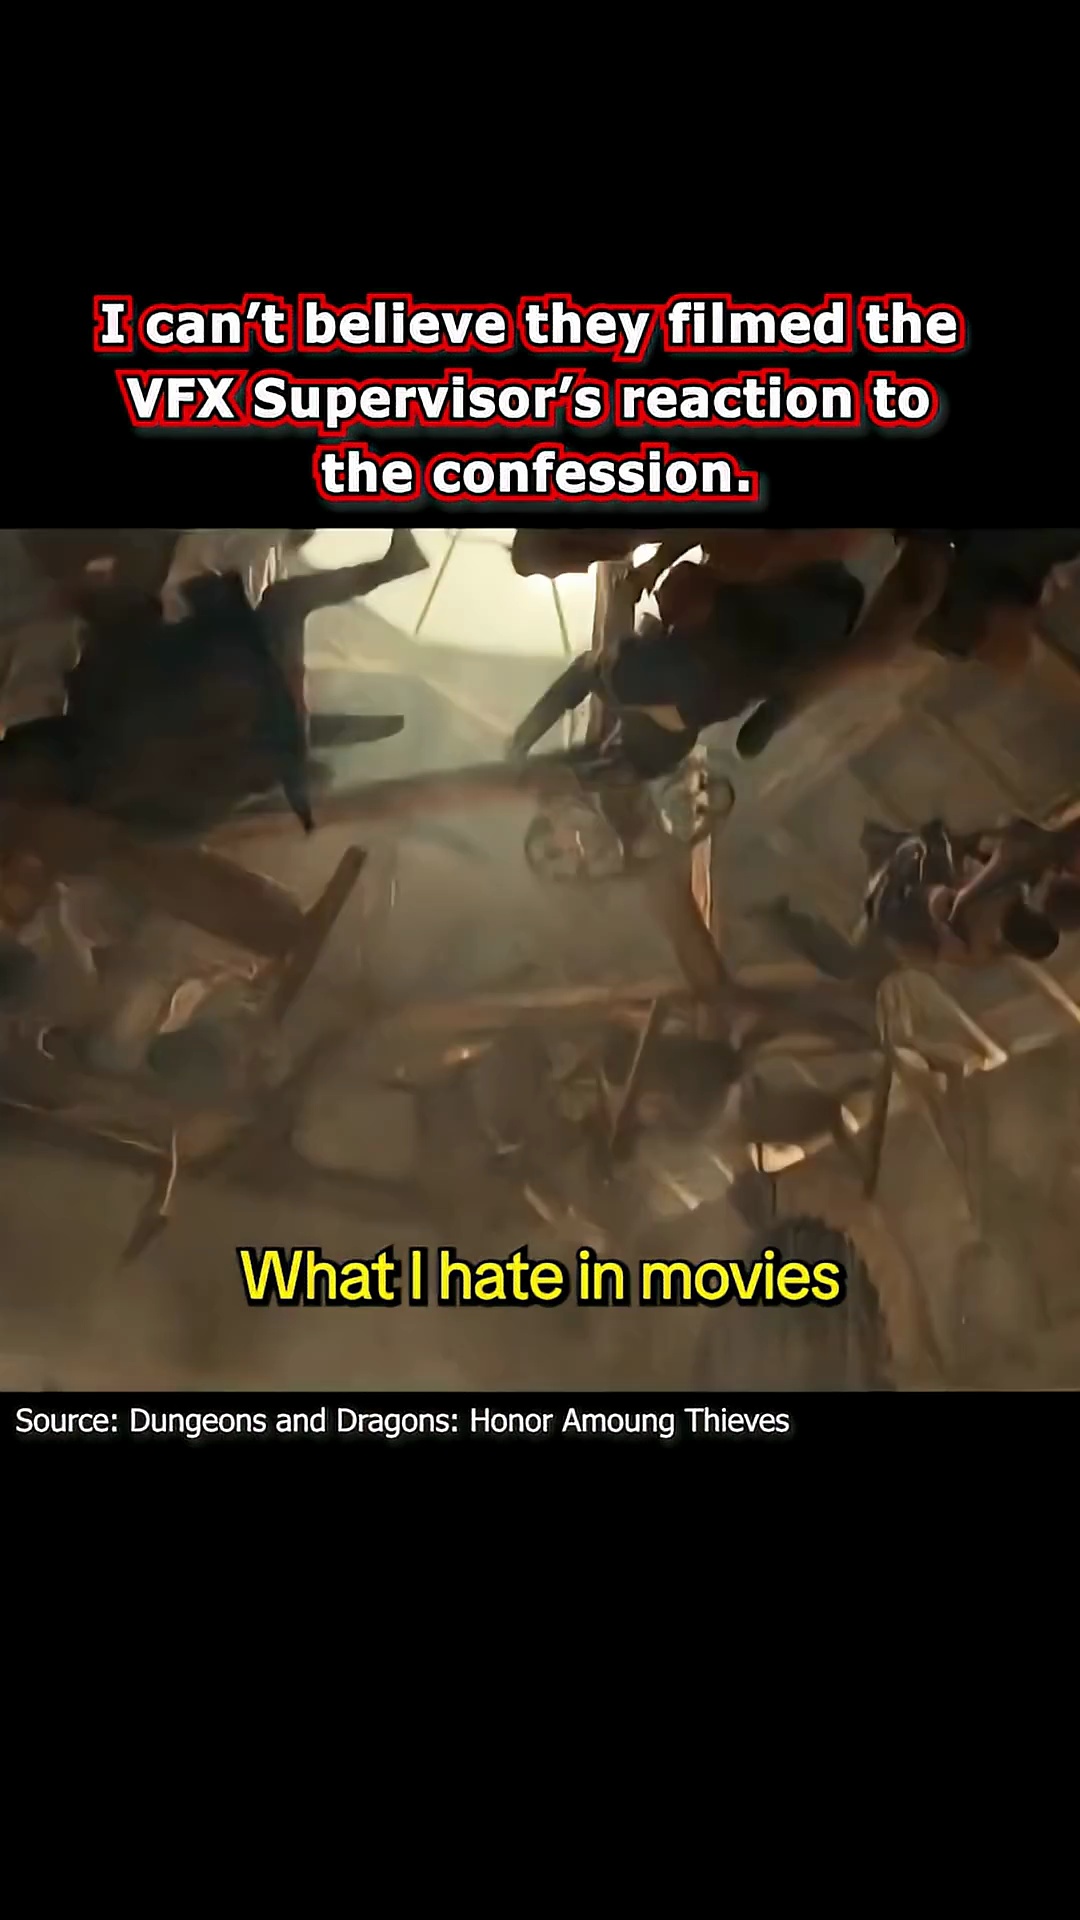 I can’t believe they filmed the
VFX Supervisor’s reaction to
the confession.
What I hate in movies
Source: Dungeons and Dragons: Honor Amoung Thieves